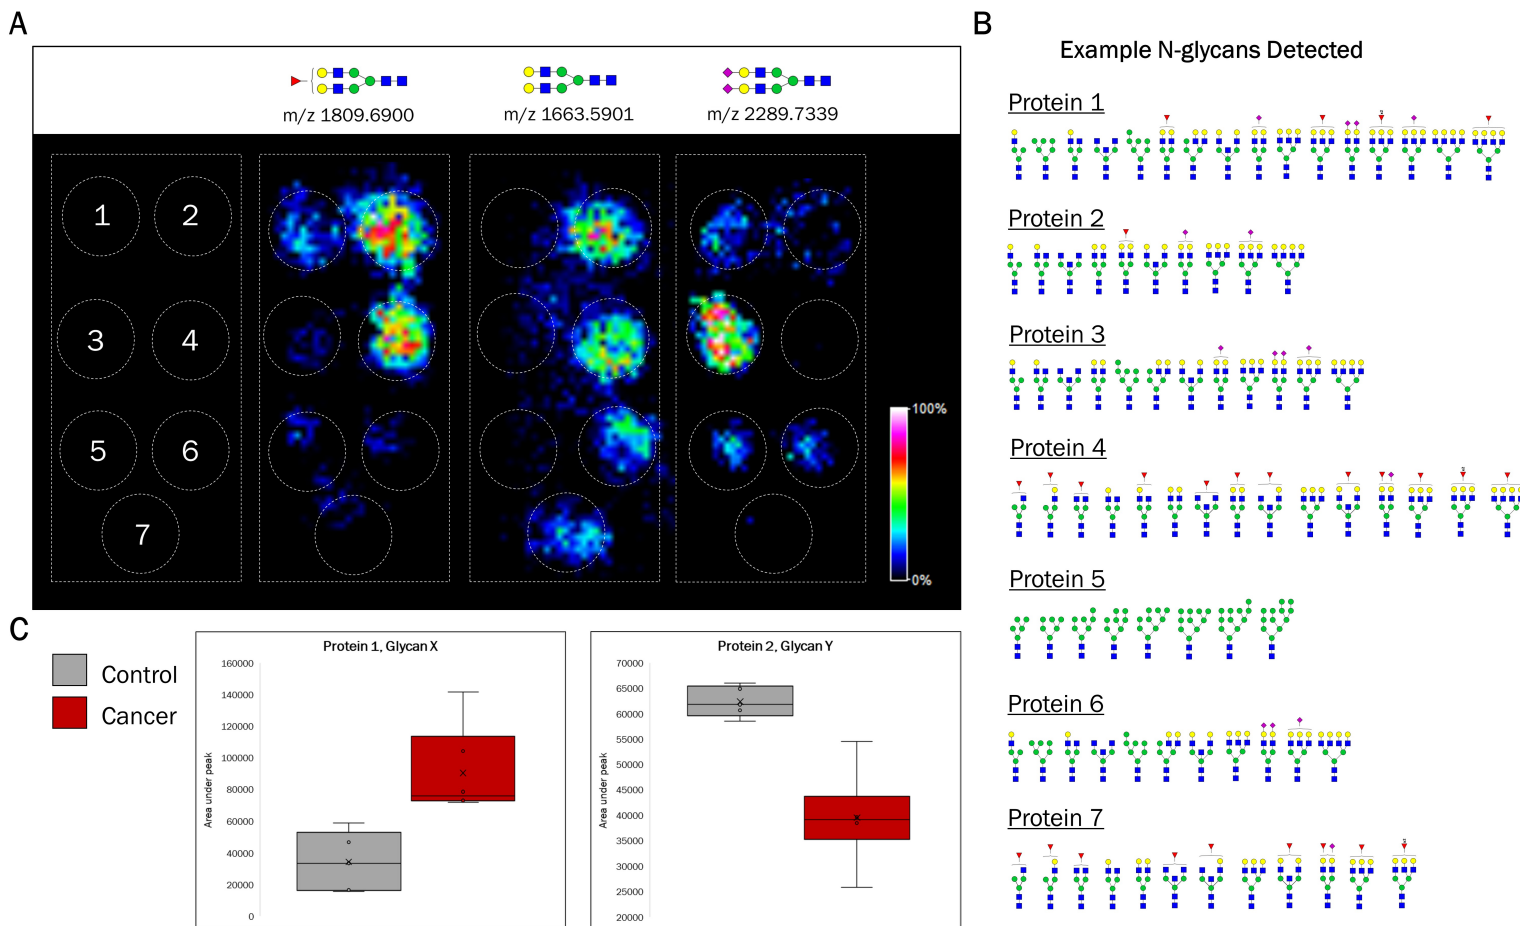 A
m/z 1809.6900
m/z 1663.5901
m/z 2289.7339
1
2
3
4
5
6
7
100%
0%
B
Example N-glycans Detected
Protein 1
Protein 2
Protein 3
Protein 4
Protein 5
Protein 6
Protein 7
C
Control
Cancer
Protein 1, Glycan X
Area under peak
160000
140000
120000
100000
80000
60000
40000
20000
0
Protein 2, Glycan Y
Area under peak
70000
65000
60000
55000
50000
45000
40000
35000
30000
25000
20000